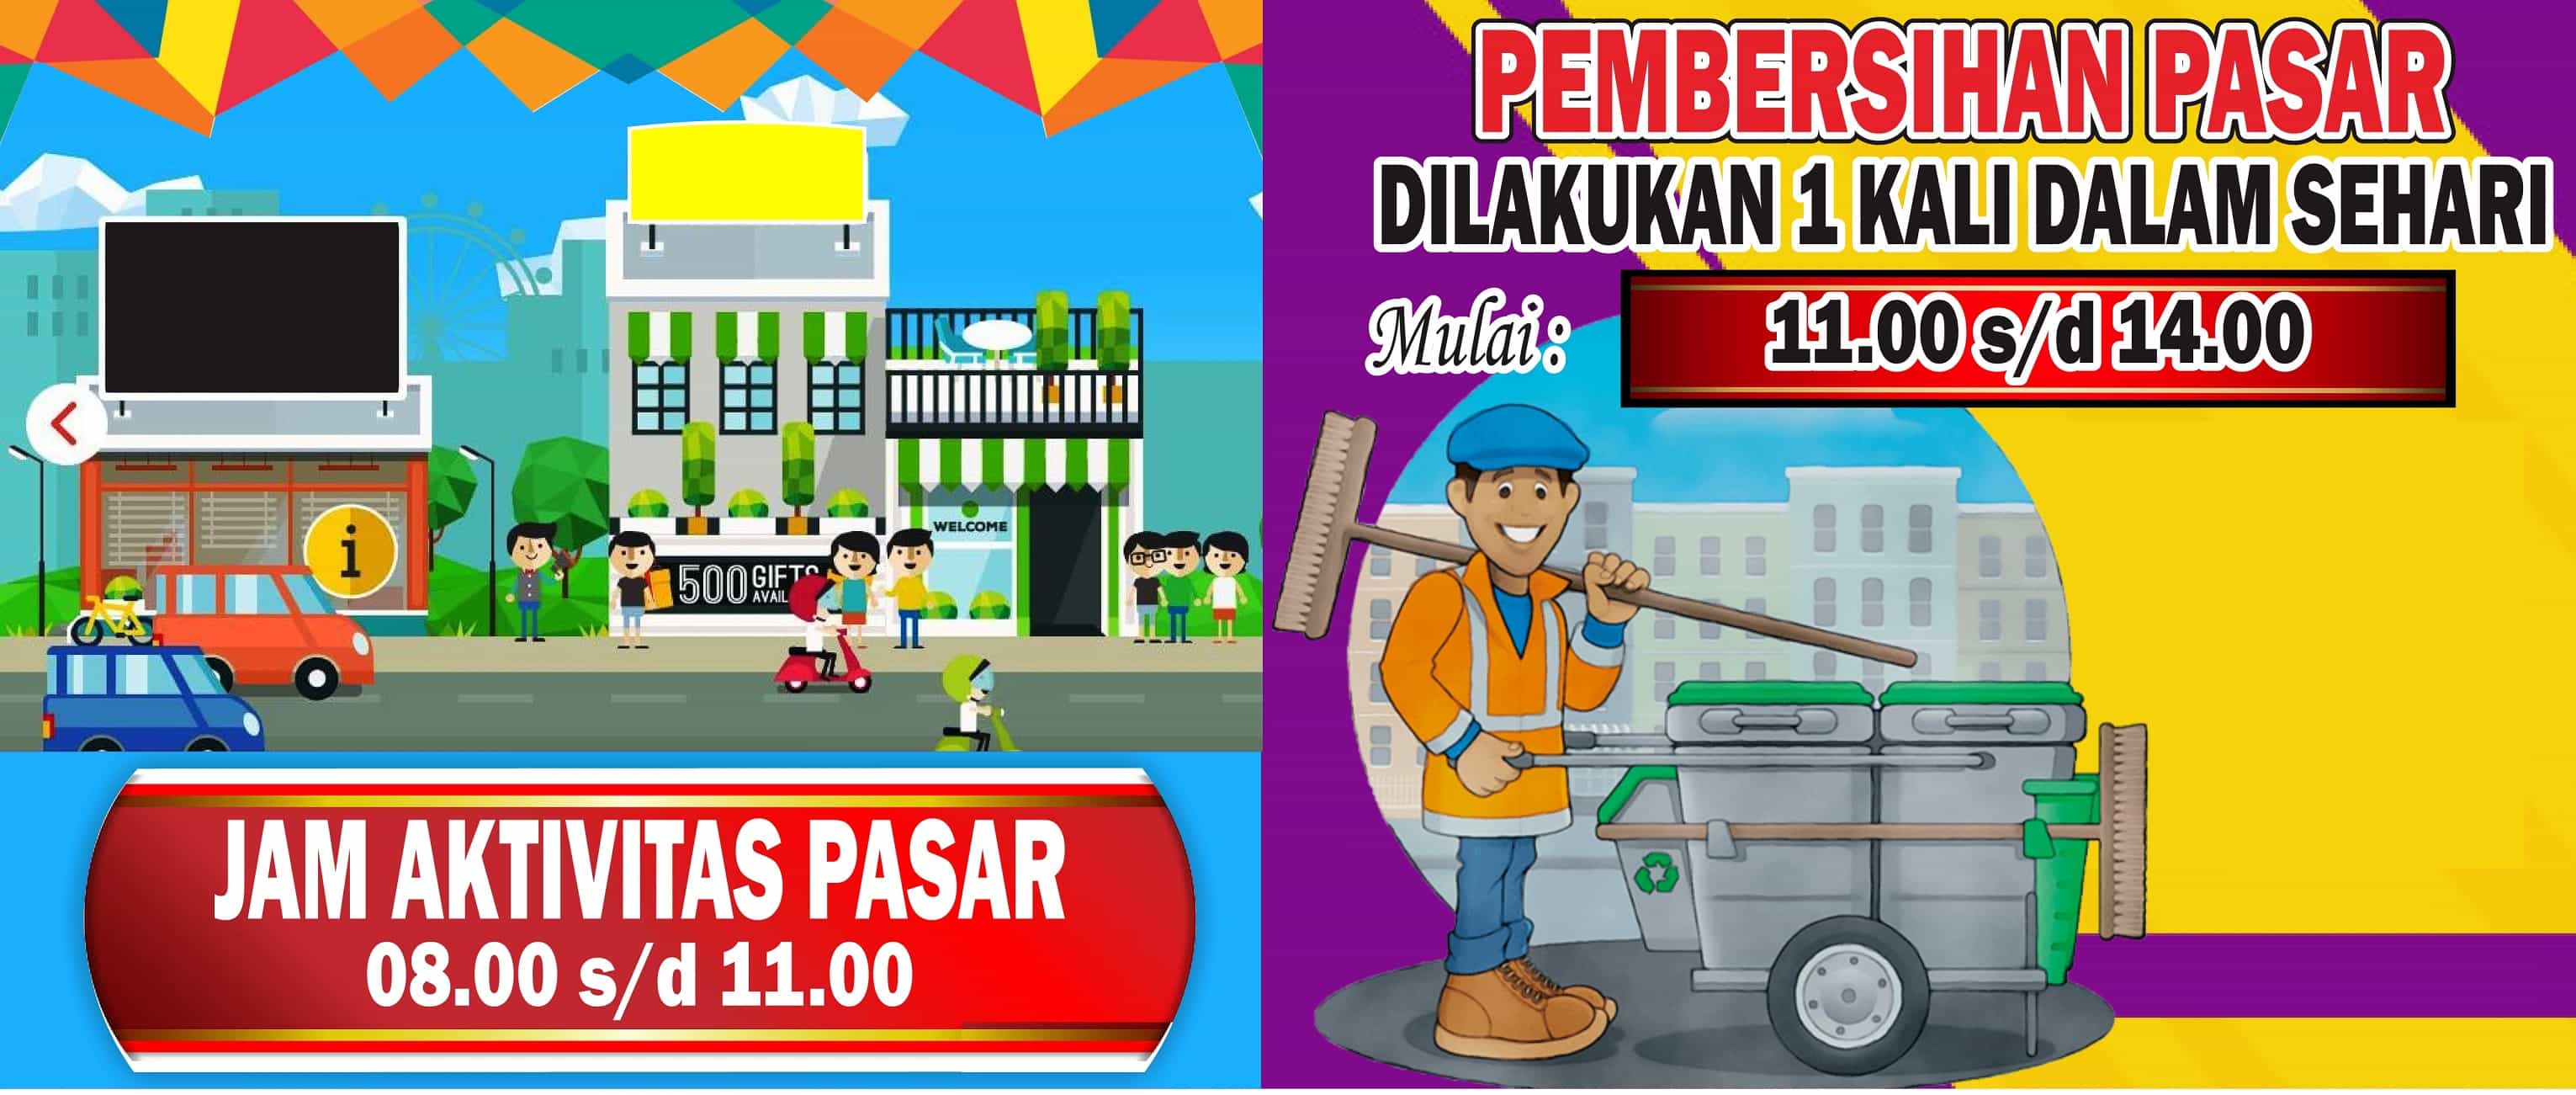 WELCOME
500 GIFTS
JAM AKTIVITAS PASAR
08.00 s/d 11.00
PEMBERSIHAN PASAR
DILAKUKAN 1 KALI DALAM SEHARI
Mulai :
11.00 s/d 14.00
i